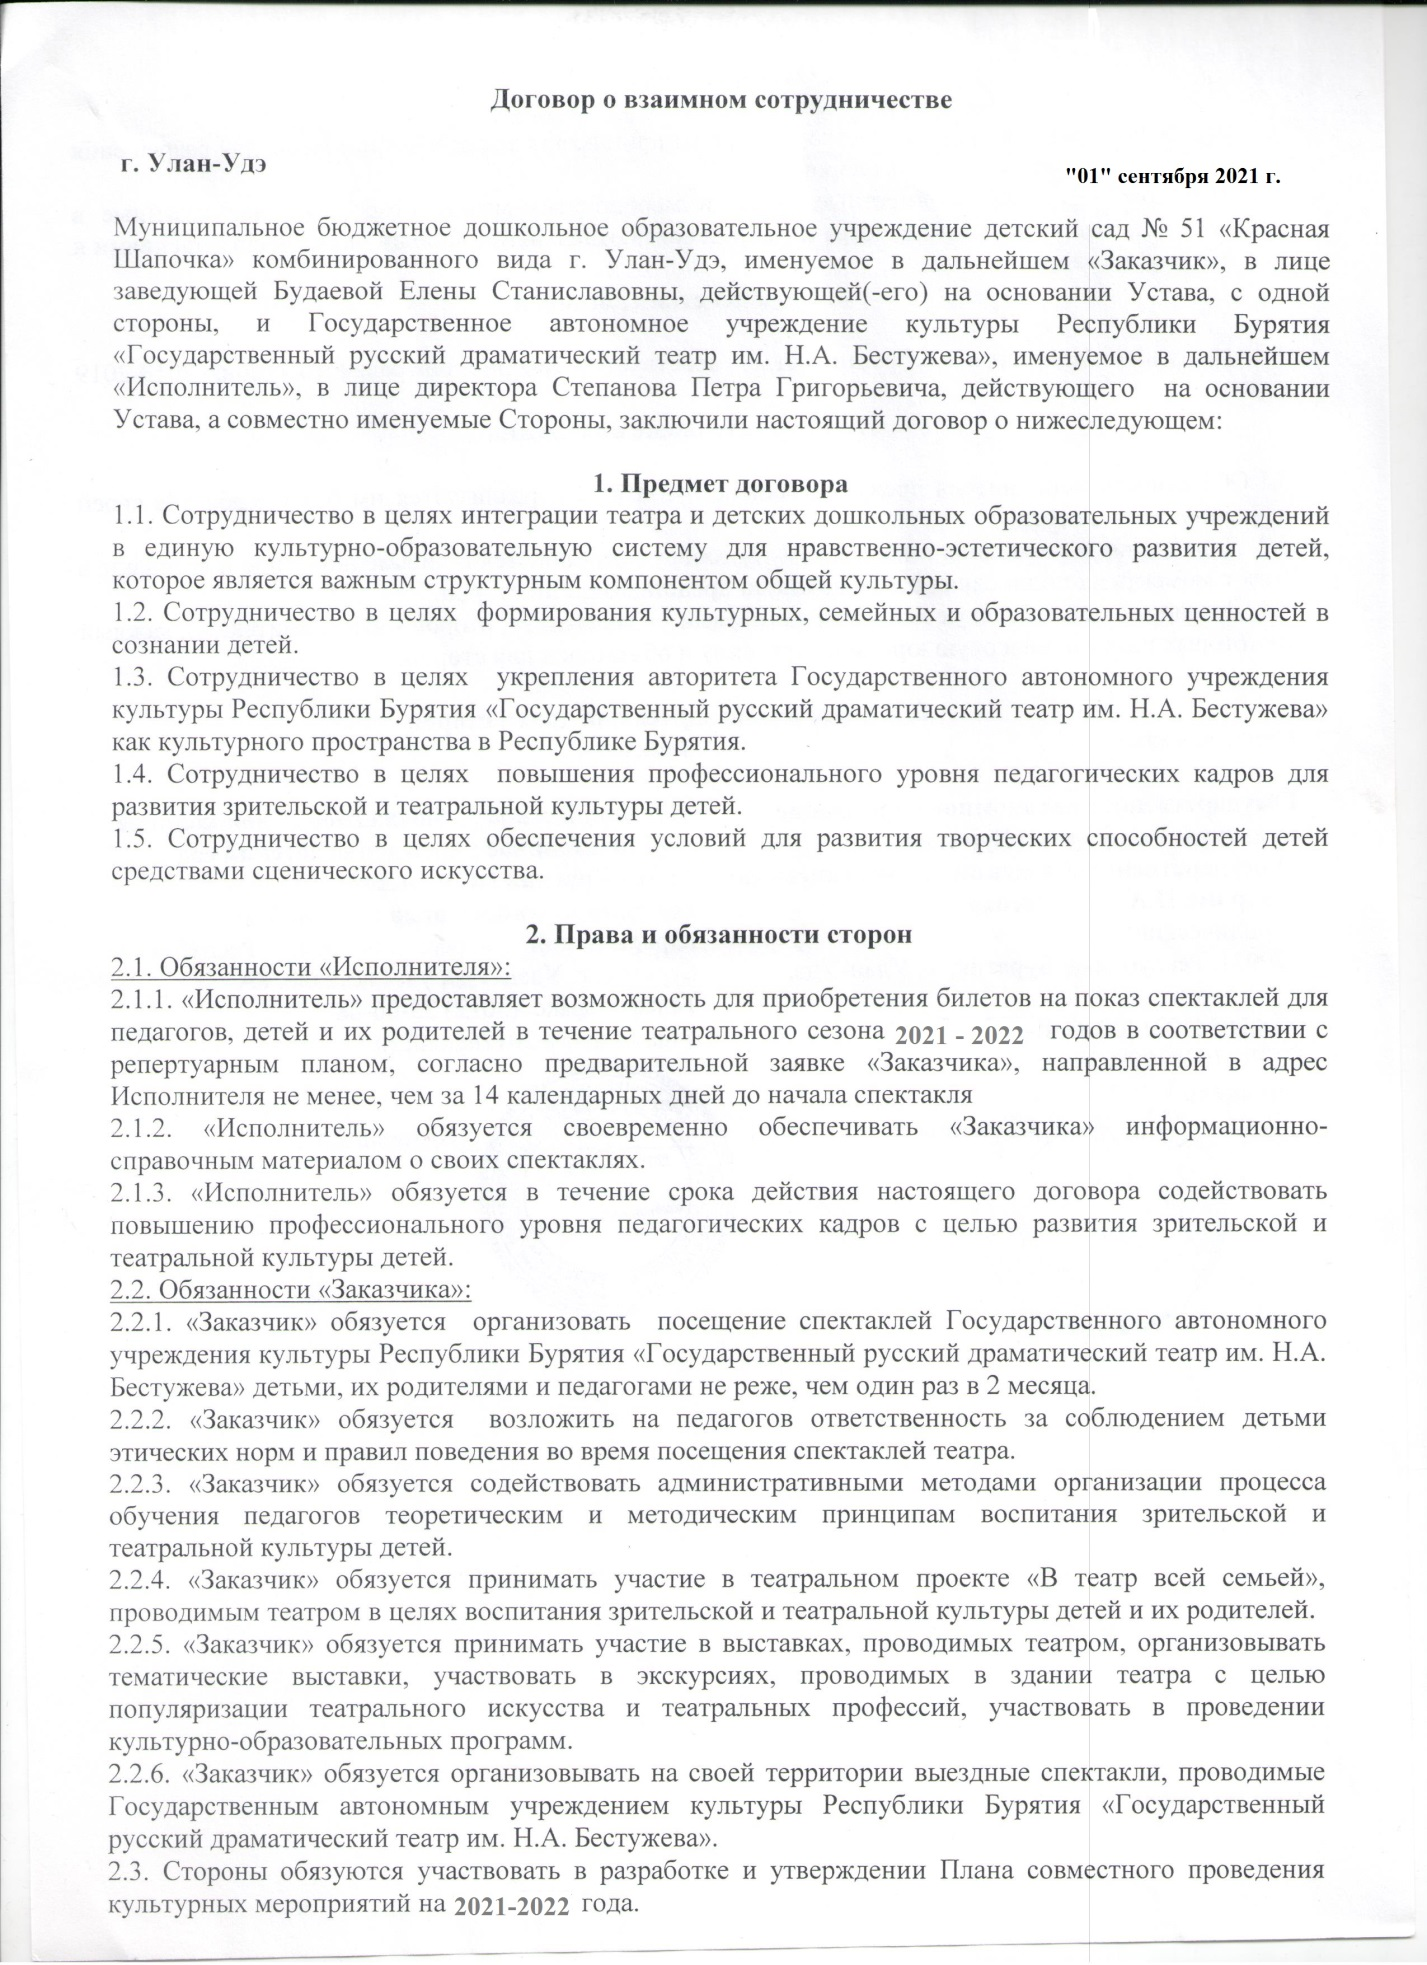 Договор о взаимном сотрудничестве
г. Улан-Удэ
"01" сентября 2021 г.
Муниципальное бюджетное дошкольное образовательное учреждение детский сад № 51 «Красная
Шапочка» комбинированного вида г. Улан-Удэ, именуемое в дальнейшем «Заказчик», в лице
заведующей Будаевой Елены Станиславовны, действующей(-его) на основании Устава, с одной
стороны, и Государственное автономное учреждение культуры Республики Бурятия
«Государственный русский драматический театр им. Н.А. Бестужева», именуемое в дальнейшем
«Исполнитель», в лице директора Степанова Петра Григорьевича, действующего на основании
Устава, а совместно именуемые Стороны, заключили настоящий договор о нижеследующем:
1. Предмет договора
1.1. Сотрудничество в целях интеграции театра и детских дошкольных образовательных учреждений
в единую культурно-образовательную систему для нравственно-эстетического развития детей,
которое является важным структурным компонентом общей культуры.
1.2. Сотрудничество в целях формирования культурных, семейных и образовательных ценностей в
сознании детей.
1.3. Сотрудничество в целях укрепления авторитета Государственного автономного учреждения
культуры Республики Бурятия «Государственный русский драматический театр им. Н.А. Бестужева»
как культурного пространства в Республике Бурятия.
1.4. Сотрудничество в целях повышения профессионального уровня педагогических кадров для
развития зрительской и театральной культуры детей.
1.5. Сотрудничество в целях обеспечения условий для развития творческих способностей детей
средствами сценического искусства.
2. Права и обязанности сторон
2.1. Обязанности «Исполнителя»:
2.1.1. «Исполнитель» предоставляет возможность для приобретения билетов на показ спектаклей для
педагогов, детей и их родителей в течение театрального сезона 2021 - 2022 годов в соответствии с
репертуарным планом, согласно предварительной заявке «Заказчика», направленной в адрес
Исполнителя не менее, чем за 14 календарных дней до начала спектакля
2.1.2. «Исполнитель» обязуется своевременно обеспечивать «Заказчика» информационно-
справочным материалом о своих спектаклях.
2.1.3. «Исполнитель» обязуется в течение срока действия настоящего договора содействовать
повышению профессионального уровня педагогических кадров с целью развития зрительской и
театральной культуры детей.
2.2. Обязанности «Заказчика»:
2.2.1. «Заказчик» обязуется организовать посещение спектаклей Государственного автономного
учреждения культуры Республики Бурятия «Государственный русский драматический театр им. Н.А.
Бестужева» детьми, их родителями и педагогами не реже, чем один раз в 2 месяца.
2.2.2. «Заказчик» обязуется возложить на педагогов ответственность за соблюдением детьми
этических норм и правил поведения во время посещения спектаклей театра.
2.2.3. «Заказчик» обязуется содействовать административными методами организации процесса
обучения педагогов теоретическим и методическим принципам воспитания зрительской и
театральной культуры детей.
2.2.4. «Заказчик» обязуется принимать участие в театральном проекте «В театр всей семьей»,
проводимым театром в целях воспитания зрительской и театральной культуры детей и их родителей.
2.2.5. «Заказчик» обязуется принимать участие в выставках, проводимых театром, организовывать
тематические выставки, участвовать в экскурсиях, проводимых в здании театра с целью
популяризации театрального искусства и театральных профессий, участвовать в проведении
культурно-образовательных программ.
2.2.6. «Заказчик» обязуется организовывать на своей территории выездные спектакли, проводимые
Государственным автономным учреждением культуры Республики Бурятия «Государственный
русский драматический театр им. Н.А. Бестужева».
2.3. Стороны обязуются участвовать в разработке и утверждении Плана совместного проведения
культурных мероприятий на 2021-2022 года.